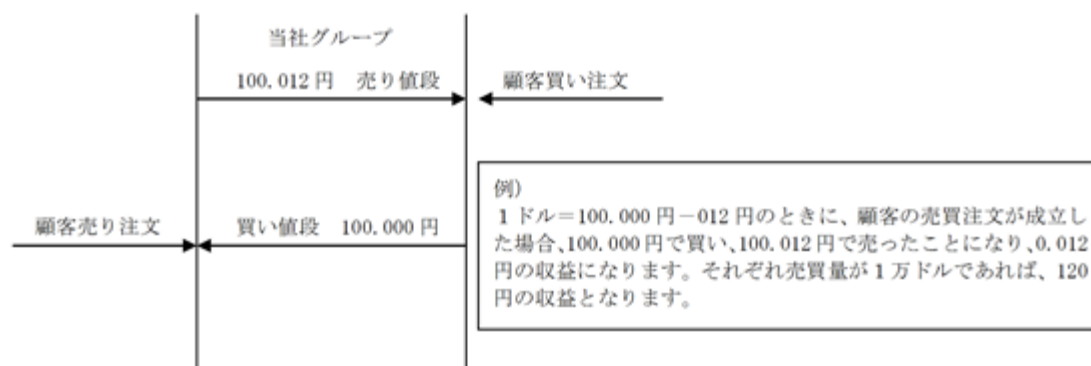 当社グループ
100.012円 売り値段
顧客買い注文
顧客売り注文
買い値段 100.000円
例)
1ドル＝100.000円－012円のときに、顧客の売買注文が成立し
た場合、100.000円で買い、100.012円で売ったことになり、0.012
円の収益になります。それぞれ売買量が1万ドルであれば、120
円の収益となります。